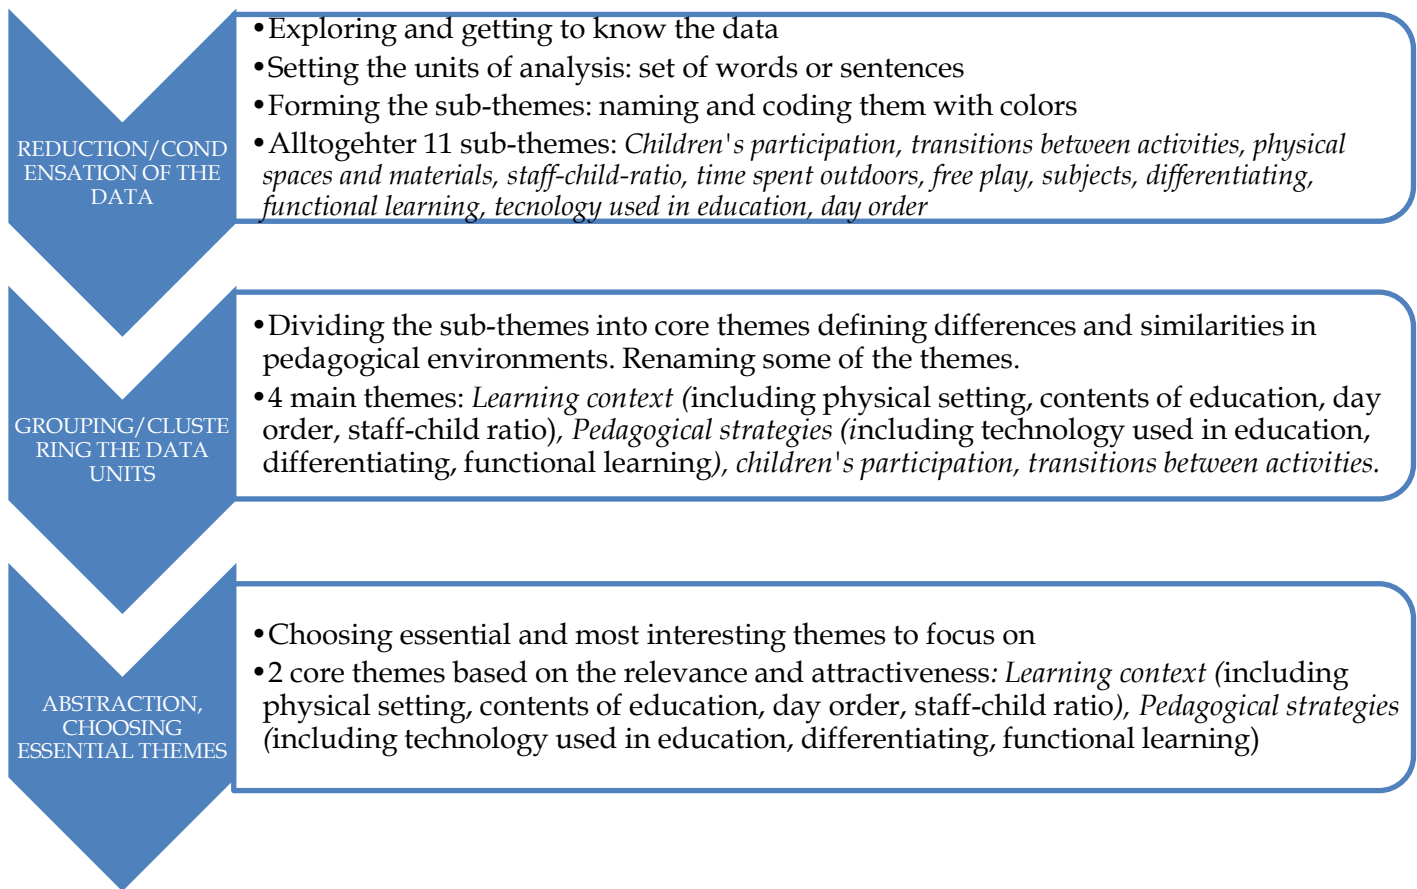 REDUCTION/COND
ENSATION OF THE
DATA
•Exploring and getting to know the data
•Setting the units of analysis: set of words or sentences
•Forming the sub-themes: naming and coding them with colors
•Alltogehter 11 sub-themes: Children's participation, transitions between activities, physical
spaces and materials, staff-child-ratio, time spent outdoors, free play, subjects, differentiating,
functional learning, tecnology used in education, day order
GROUPING/CLUSTE
RING THE DATA
UNITS
•Dividing the sub-themes into core themes defining differences and similarities in
pedagogical environments. Renaming some of the themes.
•4 main themes: Learning context (including physical setting, contents of education, day
order, staff-child ratio), Pedagogical strategies (including technology used in education,
differentiating, functional learning), children's participation, transitions between activities.
ABSTRACTION,
CHOOSING
ESSENTIAL THEMES
•Choosing essential and most interesting themes to focus on
•2 core themes based on the relevance and attractiveness: Learning context (including
physical setting, contents of education, day order, staff-child ratio), Pedagogical strategies
(including technology used in education, differentiating, functional learning)